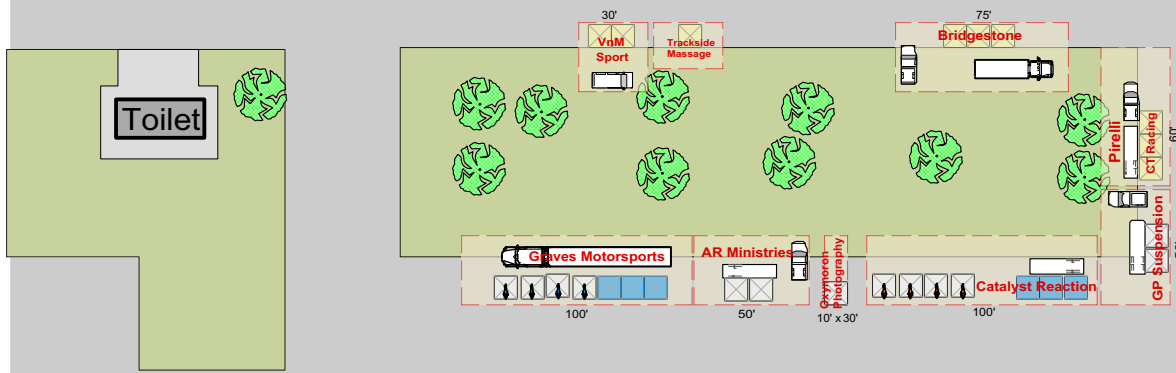 30'
75'
VnM
Sport
Trackside
Massage
Bridgestone
Toilet
Pirelli
CT Racing
60'
GP Suspension
Graves Motorsports
AR Ministries
Oxymoron
Photography
Catalyst Reaction
100'
50'
10' x 30'
100'